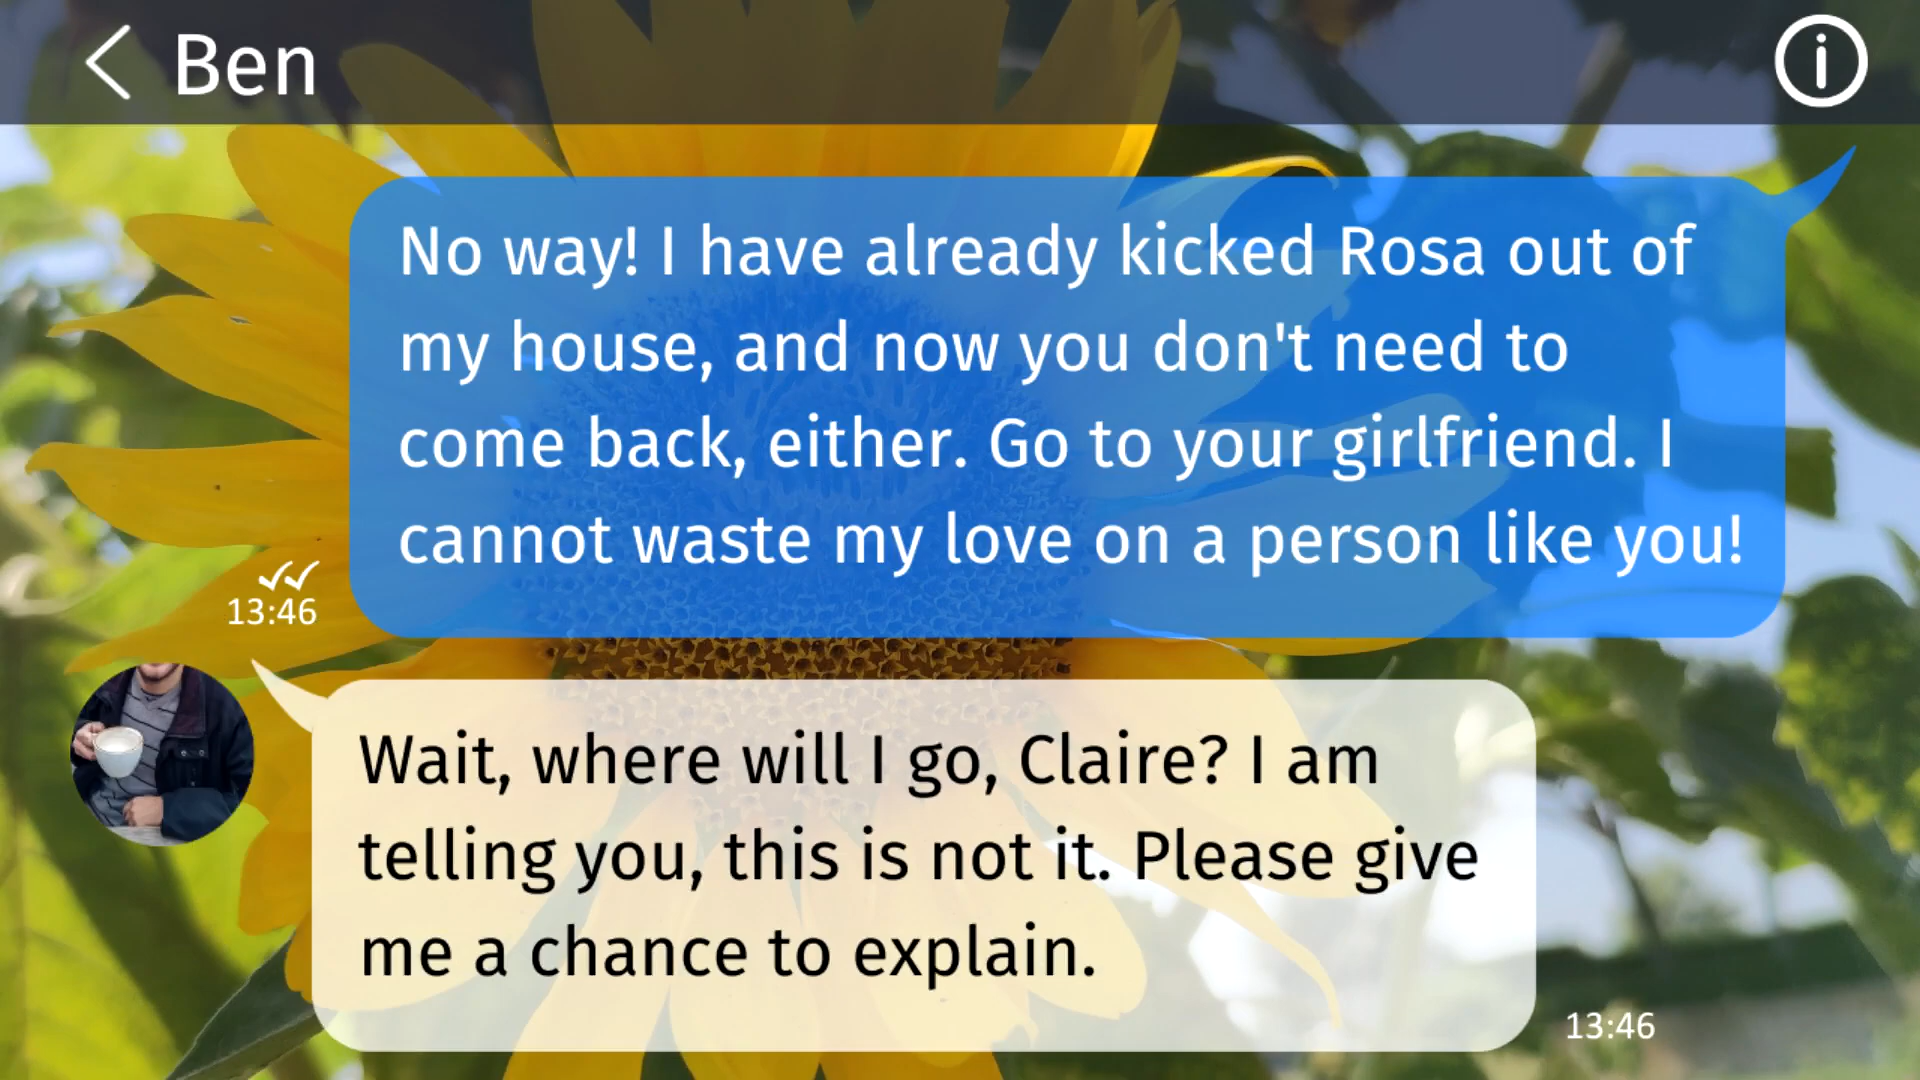 Ben
No way! I have already kicked Rosa out of
my house, and now you don't need to
come back, either. Go to your girlfriend. I
cannot waste my love on a person like you!
13:46
Wait, where will I go, Claire? I am
telling you, this is not it. Please give
me a chance to explain.
13:46